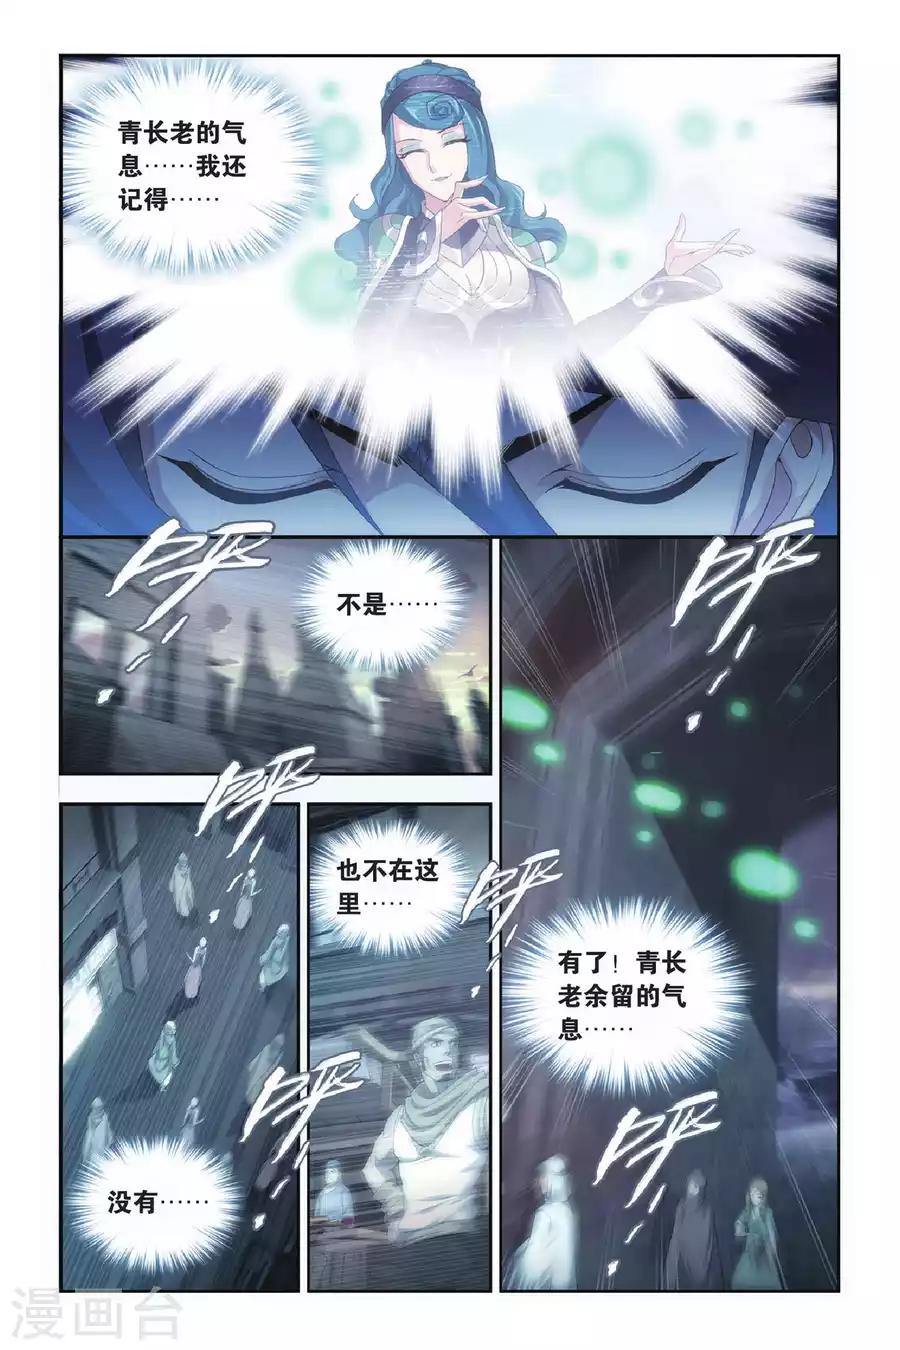 青长老的气
息……我还
记得……
呼
呼
不是……
呼
也不在这
里……
呼
有了！青长
老余留的气
息……
呼
呼
没有……
漫画台